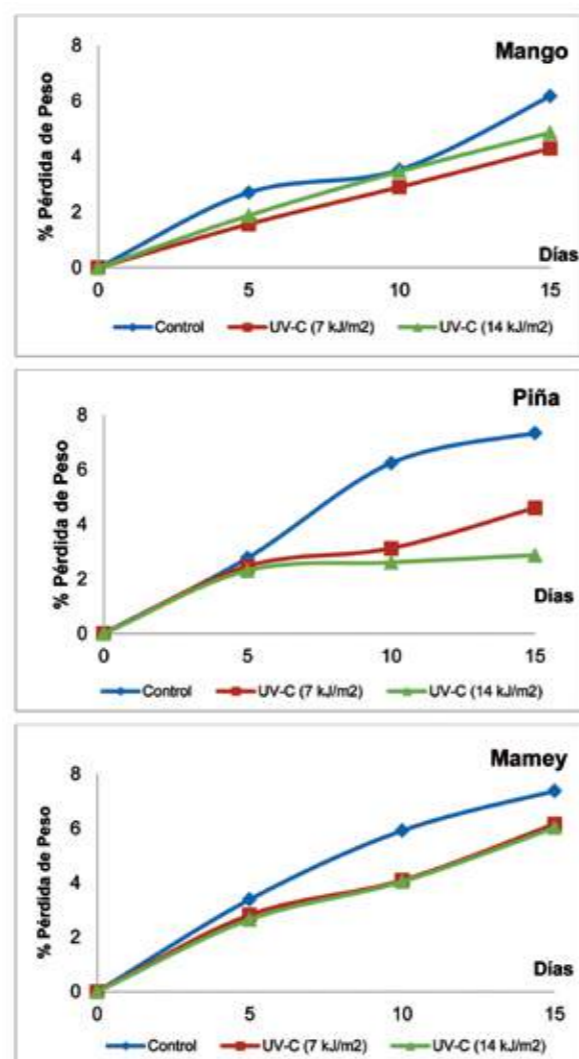 Mango
% Pérdida de Peso
8
6
4
2
0
Días
0 5 10 15
Control UV-C (7 kJ/m2) UV-C (14 kJ/m2)
Piña
% Pérdida de Peso
8
6
4
2
0
Días
0 5 10 15
Control UV-C (7 kJ/m2) UV-C (14 kJ/m2)
Mamey
% Pérdida de Peso
8
6
4
2
0
Días
0 5 10 15
Control UV-C (7 kJ/m2) UV-C (14 kJ/m2)